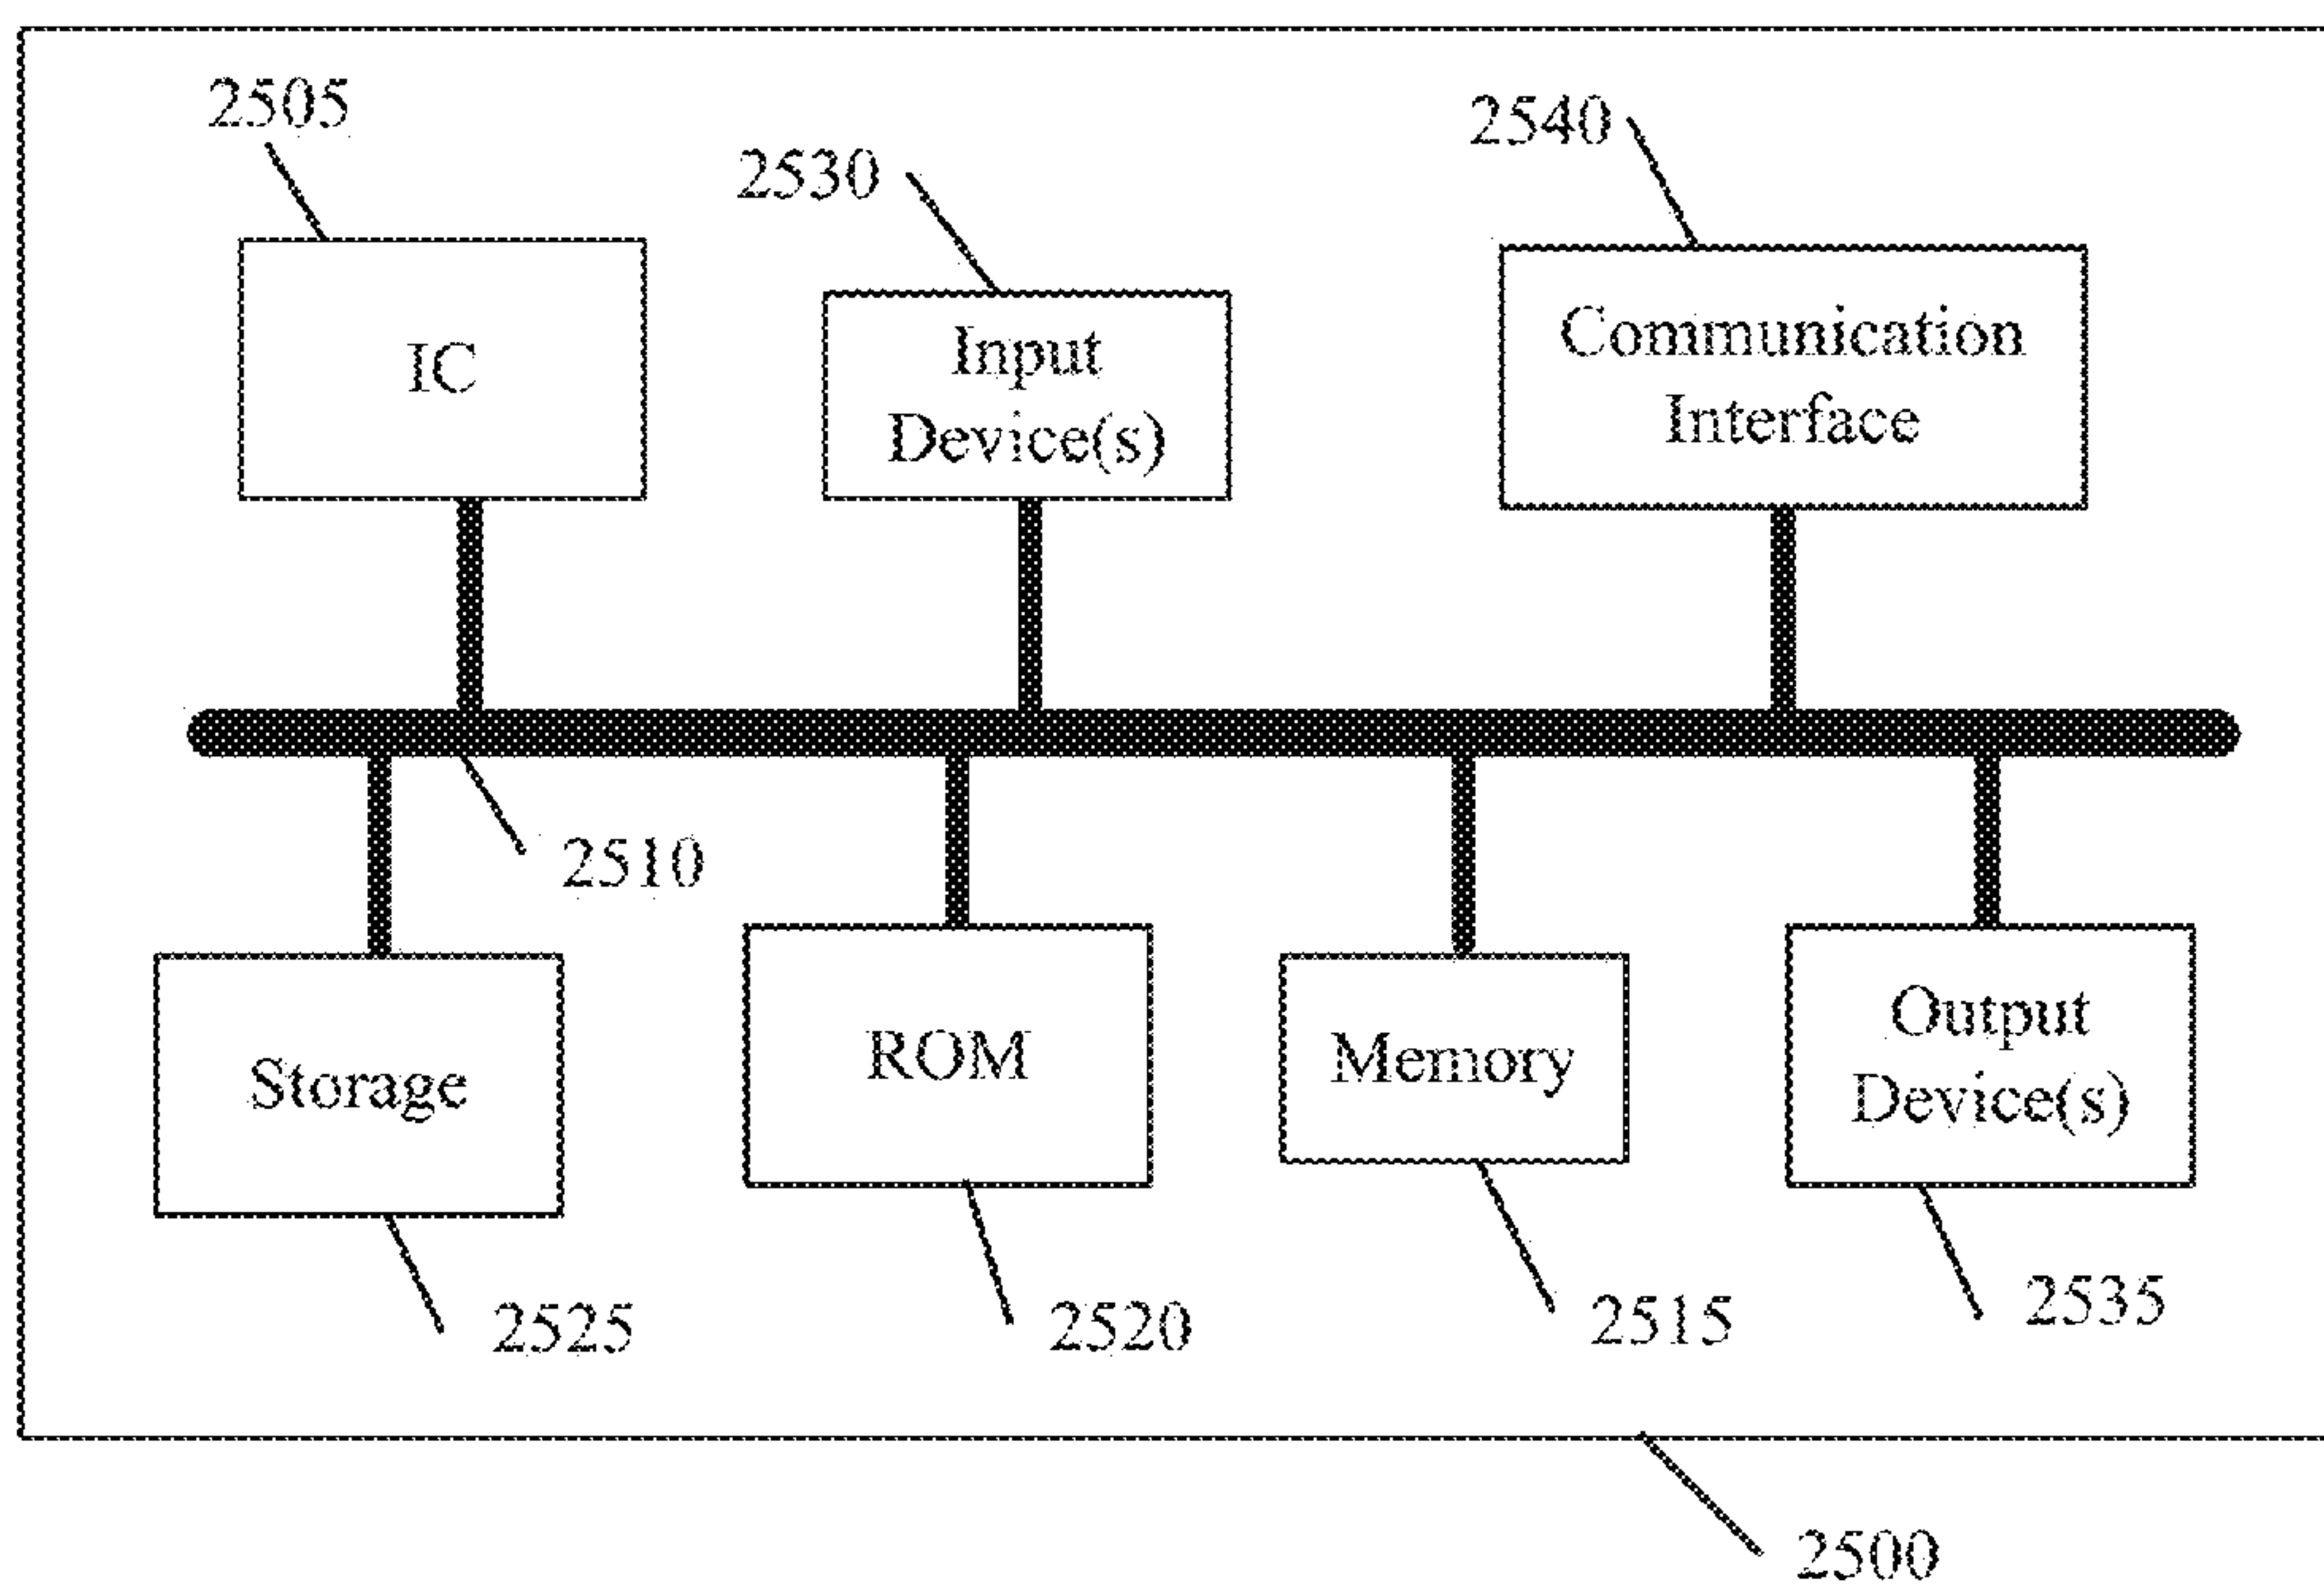 2505
2530
2540
IC
Input
Device(s)
Communication
Interface
2510
Storage
ROM
Memory
Output
Device(s)
2525
2520
2515
2535
2500